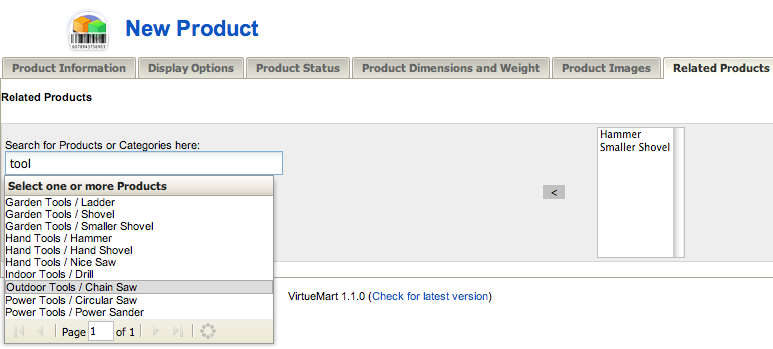 6878943756903
New Product
Product Information Display Options Product Status Product Dimensions and Weight Product Images Related Products
Related Products
Search for Products or Categories here:
tool
Select one or more Products
Garden Tools / Ladder
Garden Tools / Shovel
Garden Tools / Smaller Shovel
Hand Tools / Hammer
Hand Tools / Hand Shovel
Hand Tools / Nice Saw
Indoor Tools / Drill
Outdoor Tools / Chain Saw
Power Tools / Circular Saw
Power Tools / Power Sander
Page 1 of 1
<
Hammer
Smaller Shovel
VirtueMart 1.1.0 (Check for latest version)